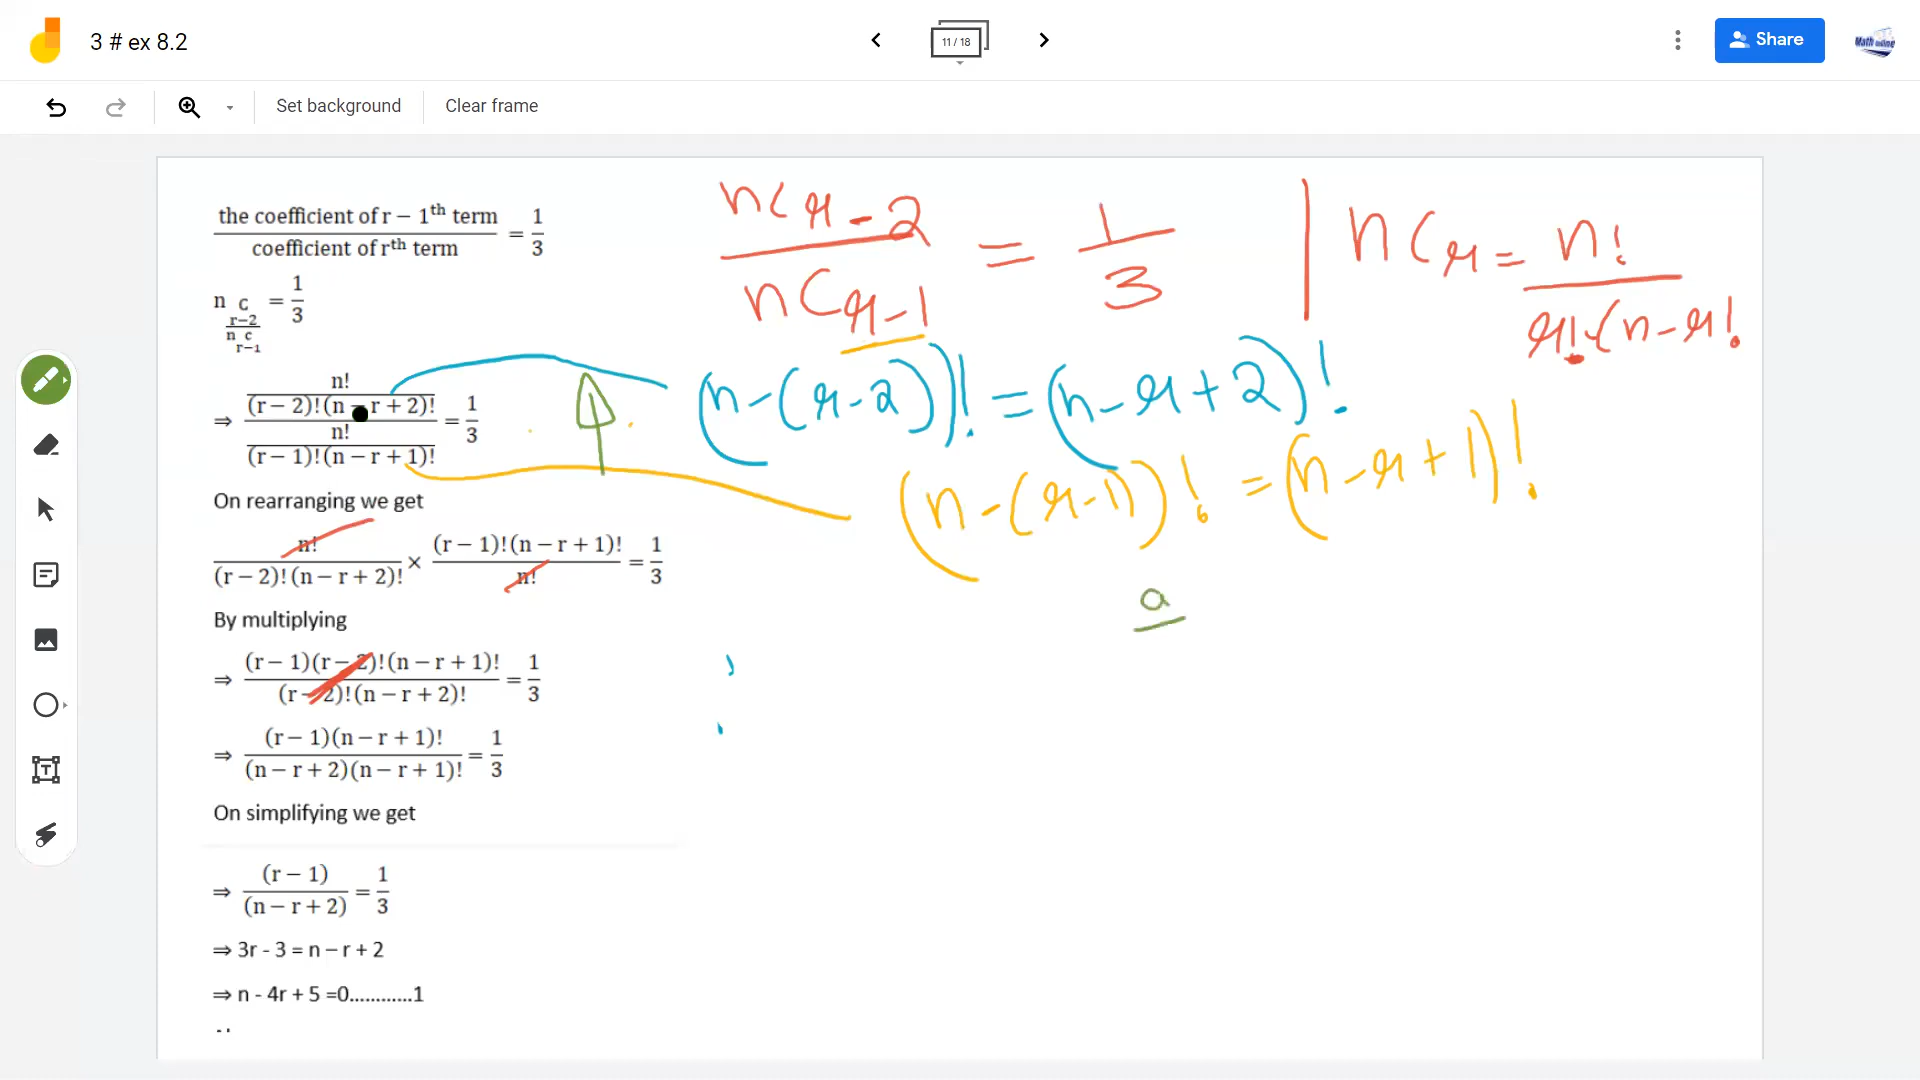 3 # ex 8.2
11 / 18
Share
Math online
Set background
Clear frame
the coefficient of r − 1th term / coefficient of rth term = 1/3
n C r−2 / n C r−1 = 1/3
⇒ n! / (r − 2)! (n − r + 2)! / n! / (r − 1)! (n − r + 1)! = 1/3
On rearranging we get
n! / (r − 2)! (n − r + 2)! × (r − 1)! (n − r + 1)! / n! = 1/3
By multiplying
⇒ (r − 1)(r − 2)! (n − r + 1)! / (r − 2)! (n − r + 2)! = 1/3
⇒ (r − 1)(n − r + 1)! / (n − r + 2)(n − r + 1)! = 1/3
On simplifying we get
⇒ (r − 1) / (n − r + 2) = 1/3
⇒ 3r - 3 = n − r + 2
⇒ n - 4r + 5 =0............1
nCr-2 / nCr-1 = 1/3
nCr = n! / r!·(n-r!
(n-(r-2))! = (n-r+2)!
(n-(r-1))! = (n-r+1)!
a